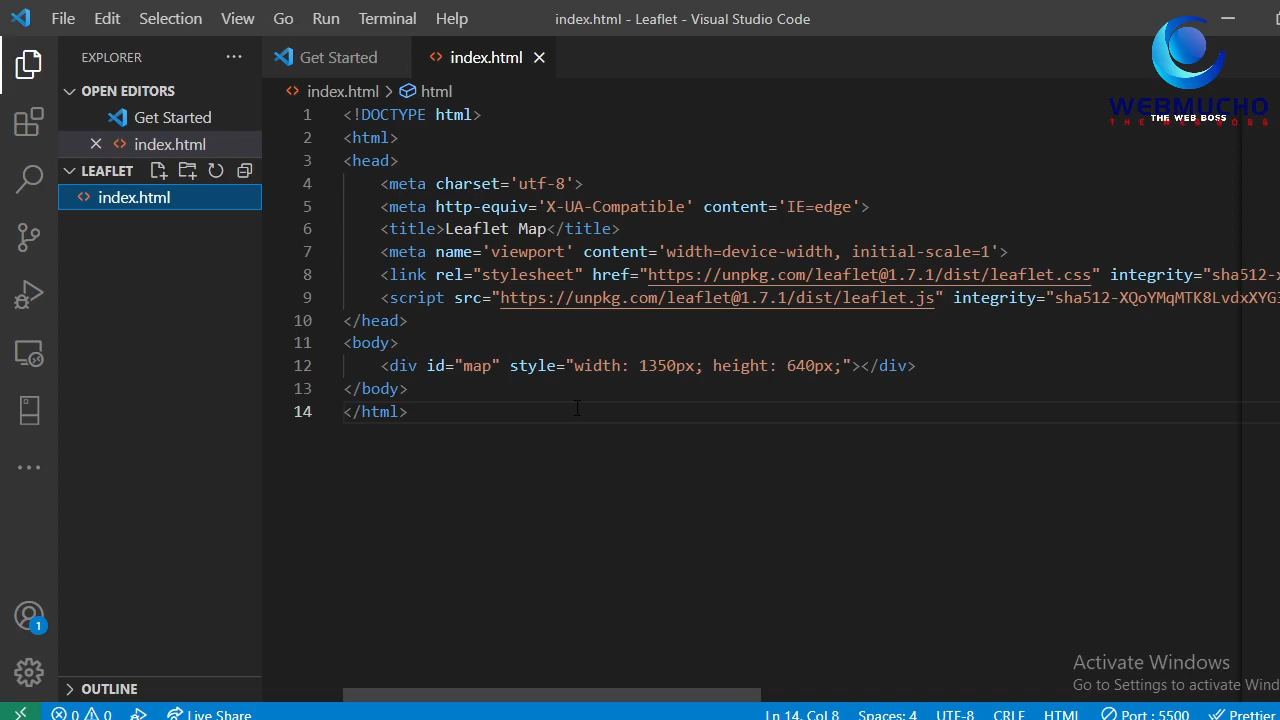 File Edit Selection View Go Run Terminal Help index.html - Leaflet - Visual Studio Code
WEBMUCHO
THE WEB BOSS
THE WEB BOSS
EXPLORER
OPEN EDITORS
Get Started
index.html
LEAFLET
index.html
OUTLINE
Get Started index.html
index.html > html
1 <!DOCTYPE html>
2 <html>
3 <head>
4 <meta charset='utf-8'>
5 <meta http-equiv='X-UA-Compatible' content='IE=edge'>
6 <title>Leaflet Map</title>
7 <meta name='viewport' content='width=device-width, initial-scale=1'>
8 <link rel="stylesheet" href="https://unpkg.com/leaflet@1.7.1/dist/leaflet.css" integrity="sha512-x
9 <script src="https://unpkg.com/leaflet@1.7.1/dist/leaflet.js" integrity="sha512-XQoYMqMTK8LvdxXYG3
10 </head>
11 <body>
12 <div id="map" style="width: 1350px; height: 640px;"></div>
13 </body>
14 </html>
1
Activate Windows
Go to Settings to activate Wind
0 0 Live Share Ln 14, Col 8 Spaces: 4 UTF-8 CRLF HTML Port : 5500 Prettier